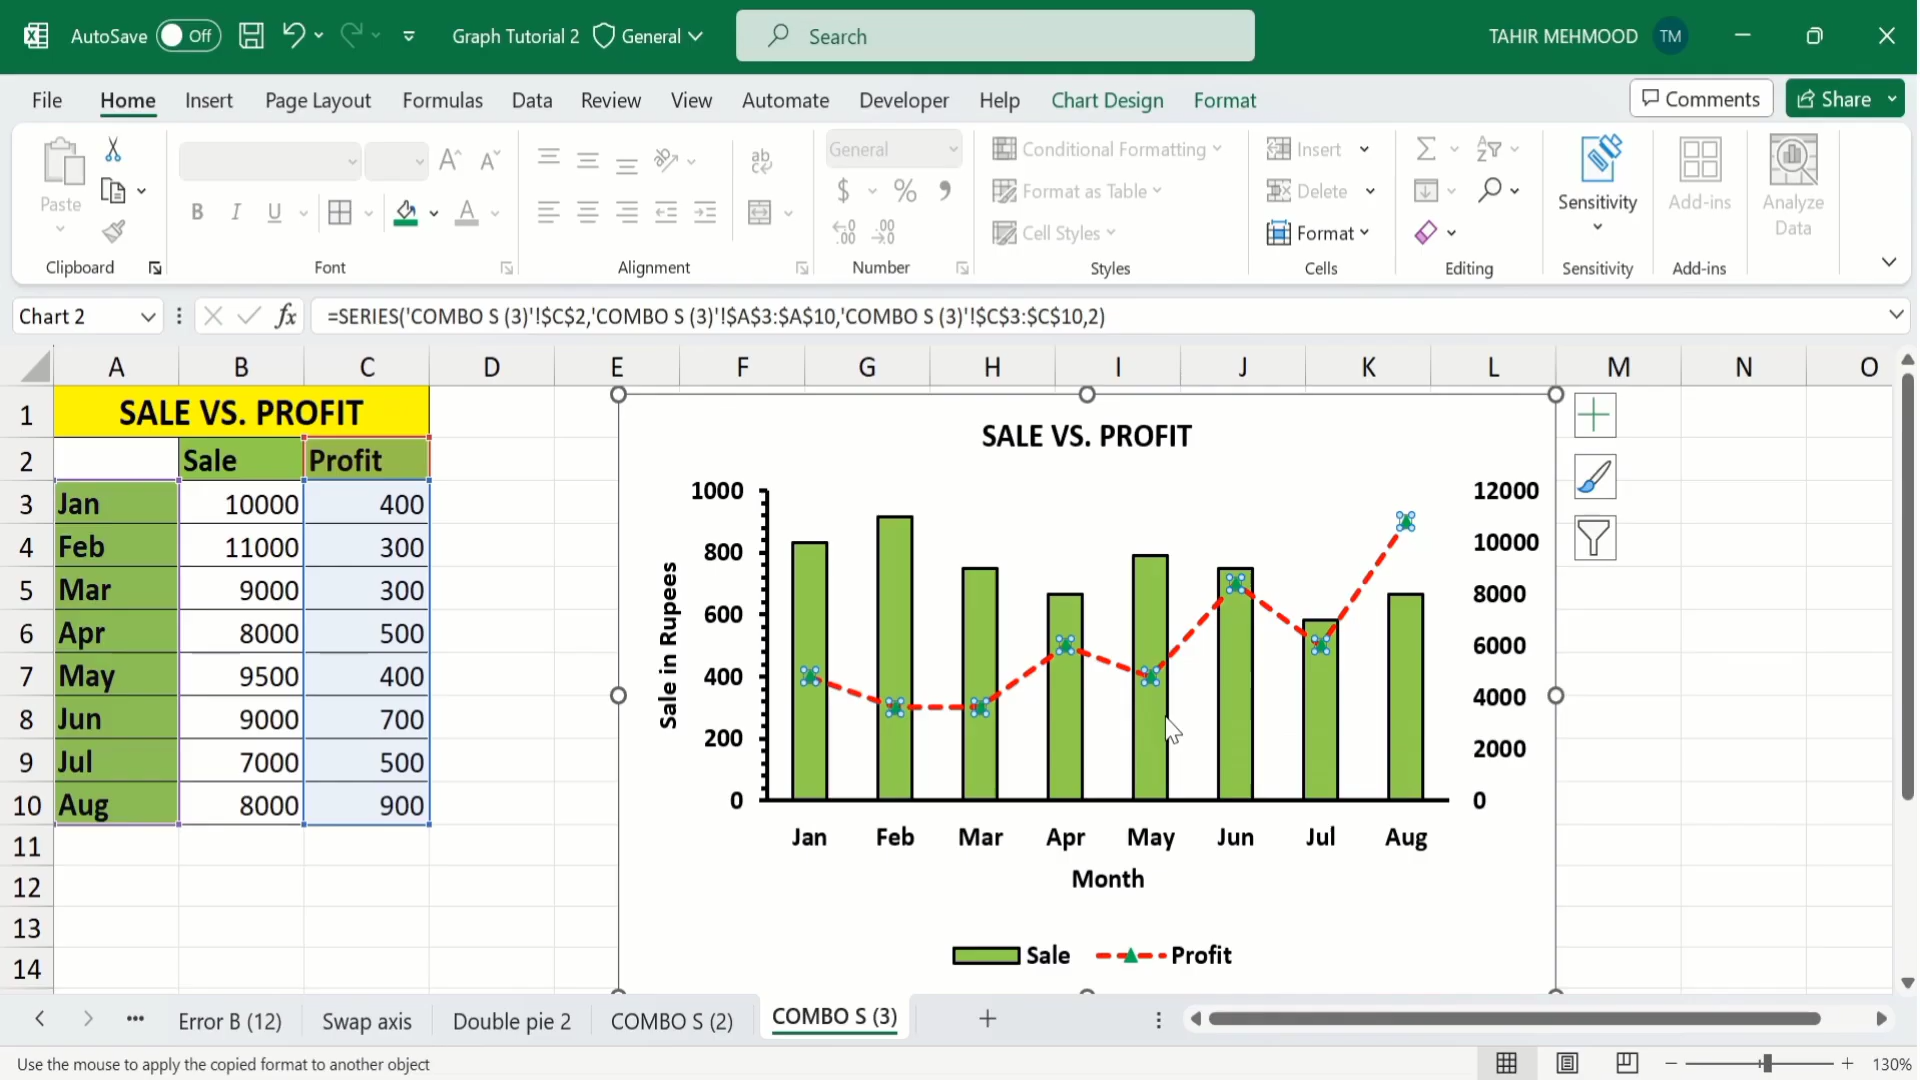 AutoSave Off Graph Tutorial 2 General Search TAHIR MEHMOOD TM
File Home Insert Page Layout Formulas Data Review View Automate Developer Help Chart Design Format Comments Share
Paste
Clipboard
B I U A
Font
ab
Alignment
General
$ % ,
.00 .00
Number
Conditional Formatting
Format as Table
Cell Styles
Styles
Insert
Delete
Format
Cells
Editing
Sensitivity
Sensitivity
Add-ins
Add-ins
Analyze
Data
Chart 2 fx =SERIES('COMBO S (3)'!$C$2,'COMBO S (3)'!$A$3:$A$10,'COMBO S (3)'!$C$3:$C$10,2)
A B C D E F G H I J K L M N O
1 SALE VS. PROFIT
2 Sale Profit
3 Jan 10000 400
4 Feb 11000 300
5 Mar 9000 300
6 Apr 8000 500
7 May 9500 400
8 Jun 9000 700
9 Jul 7000 500
10 Aug 8000 900
11
12
13
14
SALE VS. PROFIT
Sale in Rupees
1000
800
600
400
200
0
12000
10000
8000
6000
4000
2000
0
Jan Feb Mar Apr May Jun Jul Aug
Month
Sale Profit
Error B (12) Swap axis Double pie 2 COMBO S (2) COMBO S (3)
Use the mouse to apply the copied format to another object 130%